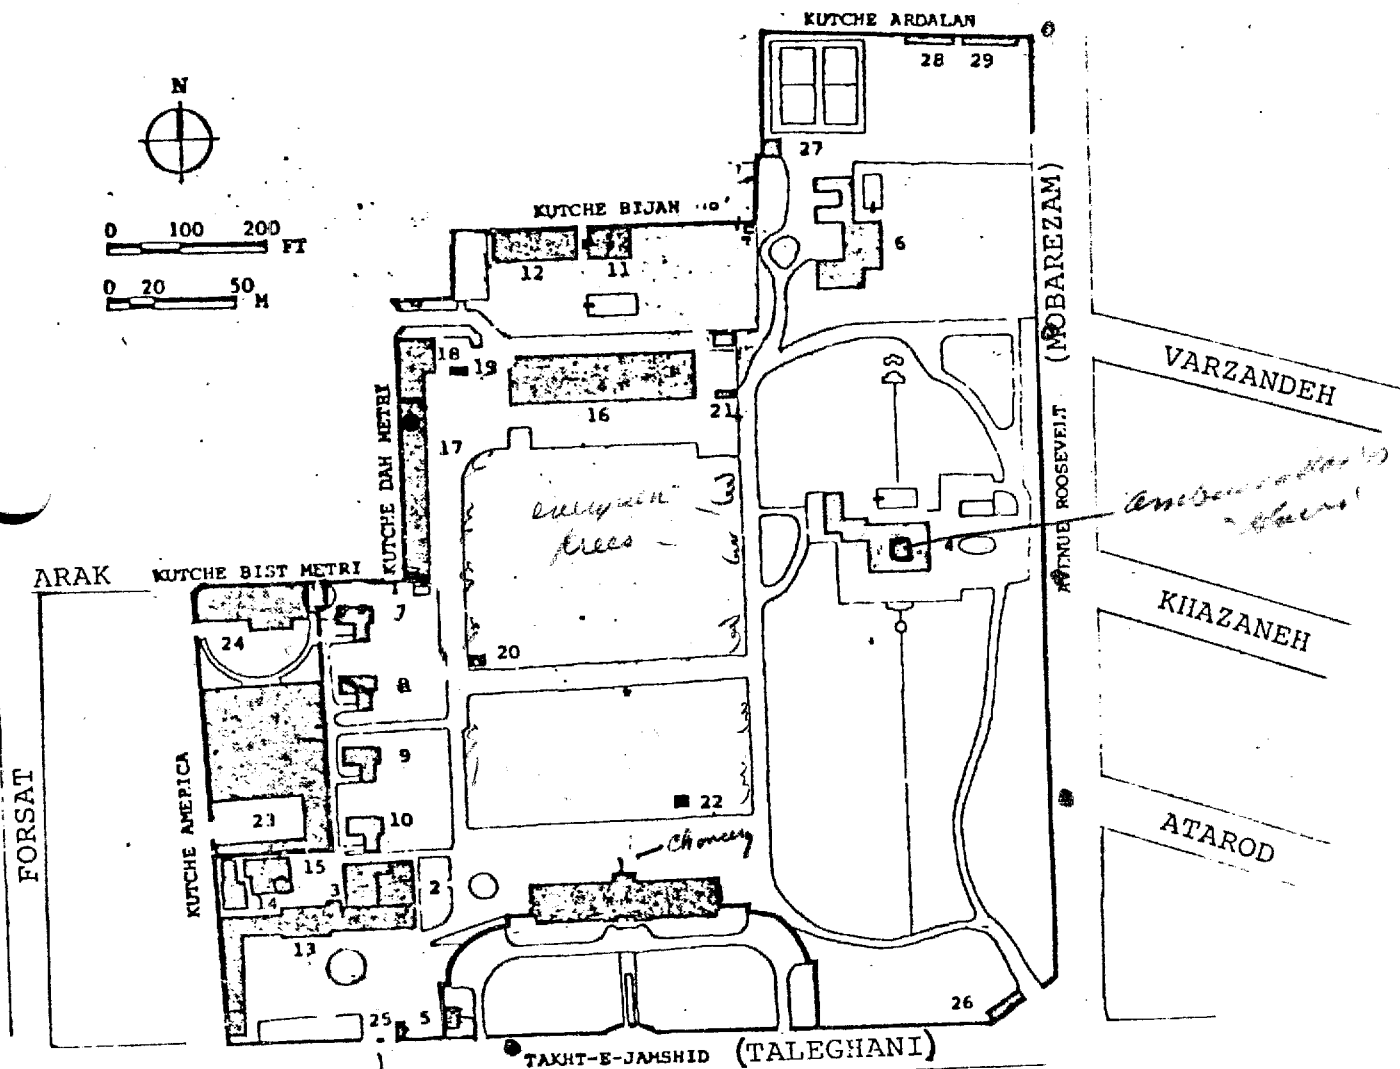 KUTCHE ARDALAN
28 29
N
27
0 100 200 FT
0 20 50 M
KUTCHE BIJAN
12 11
6
(MOBAREZAM)
VARZANDEH
18 19
16
21
17
KUTCHE DAH METRI
AVENUE ROOSEVELT
evergreen
trees
4
ARAK
KUTCHE BIST METRI
7
KHAZANEH
24
20
8
9
22
FORSAT
KUTCHE AMERICA
23
10
Chancery
ATAROD
15
14 3 2
13
26
25 5
TAKHT-E-JAMSHID (TALEGHANI)